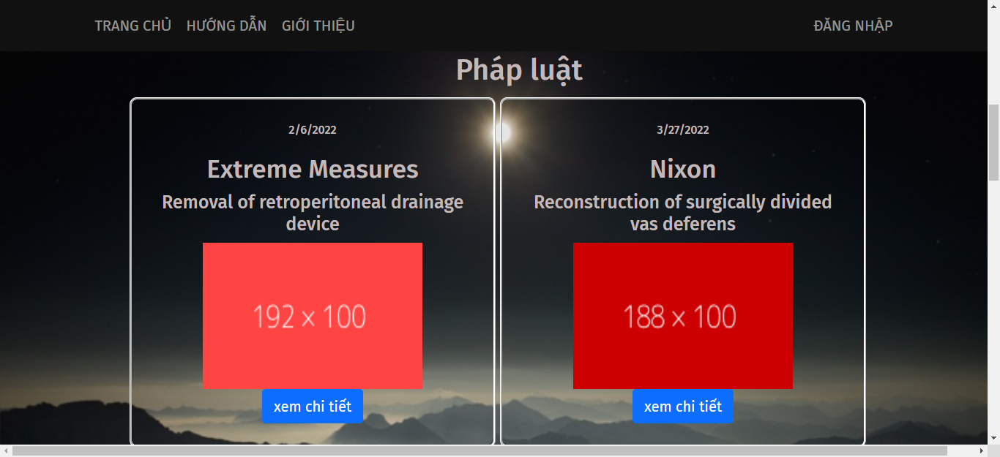 TRANG CHỦ HƯỚNG DẪN GIỚI THIỆU ĐĂNG NHẬP
Pháp luật
2/6/2022
Extreme Measures
Removal of retroperitoneal drainage
device
192 × 100
xem chi tiết
3/27/2022
Nixon
Reconstruction of surgically divided
vas deferens
188 × 100
xem chi tiết